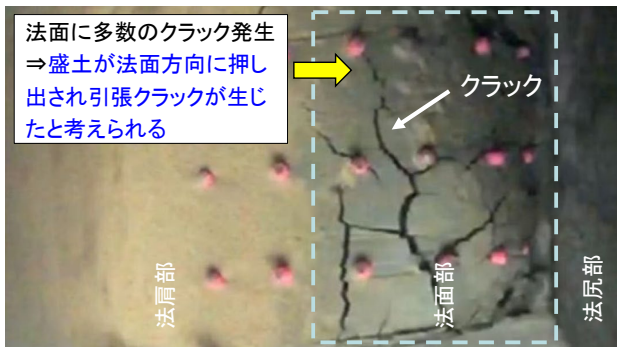 法面に多数のクラック発生
⇒盛土が法面方向に押し
出され引張クラックが生じ
たと考えられる
クラック
法肩部
法面部
法尻部